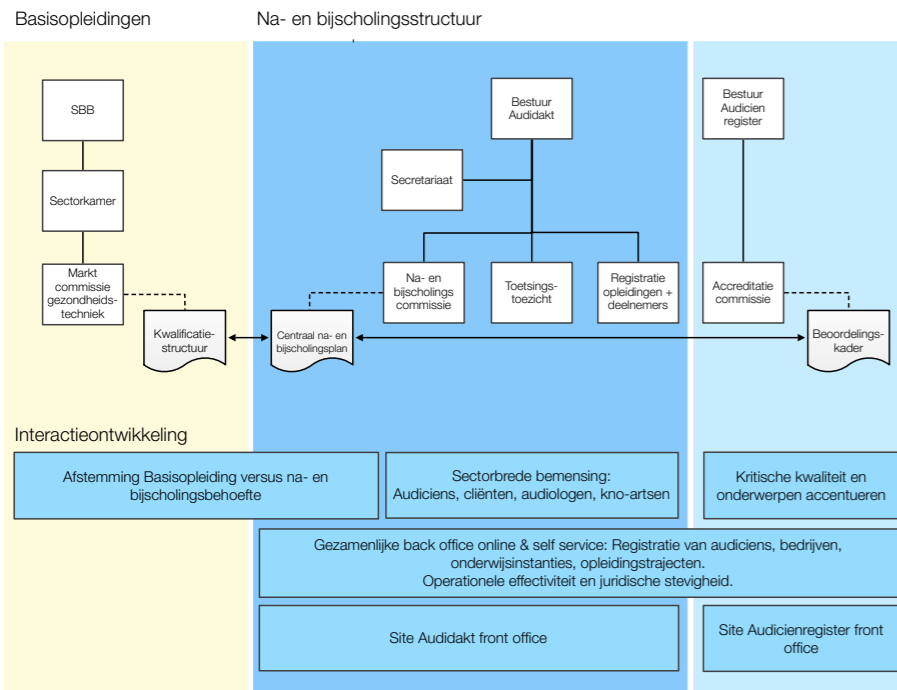 Basisopleidingen
Na- en bijscholingsstructuur
SBB
Sectorkamer
Markt
commissie
gezondheids-
techniek
Kwalificatie-
structuur
Bestuur
Audidakt
Secretariaat
Na- en
bijscholings
commissie
Toetsings-
toezicht
Registratie
opleidingen +
deelnemers
Centraal na- en
bijscholingsplan
Bestuur
Audicien
register
Accreditatie
commissie
Beoordelings-
kader
Interactieontwikkeling
Afstemming Basisopleiding versus na- en
bijscholingsbehoefte
Sectorbrede bemensing:
Audiciens, cliënten, audiologen, kno-artsen
Kritische kwaliteit en
onderwerpen accentueren
Gezamenlijke back office online & self service: Registratie van audiciens, bedrijven,
onderwijsinstanties, opleidingstrajecten.
Operationele effectiviteit en juridische stevigheid.
Site Audidakt front office
Site Audicienregister front
office